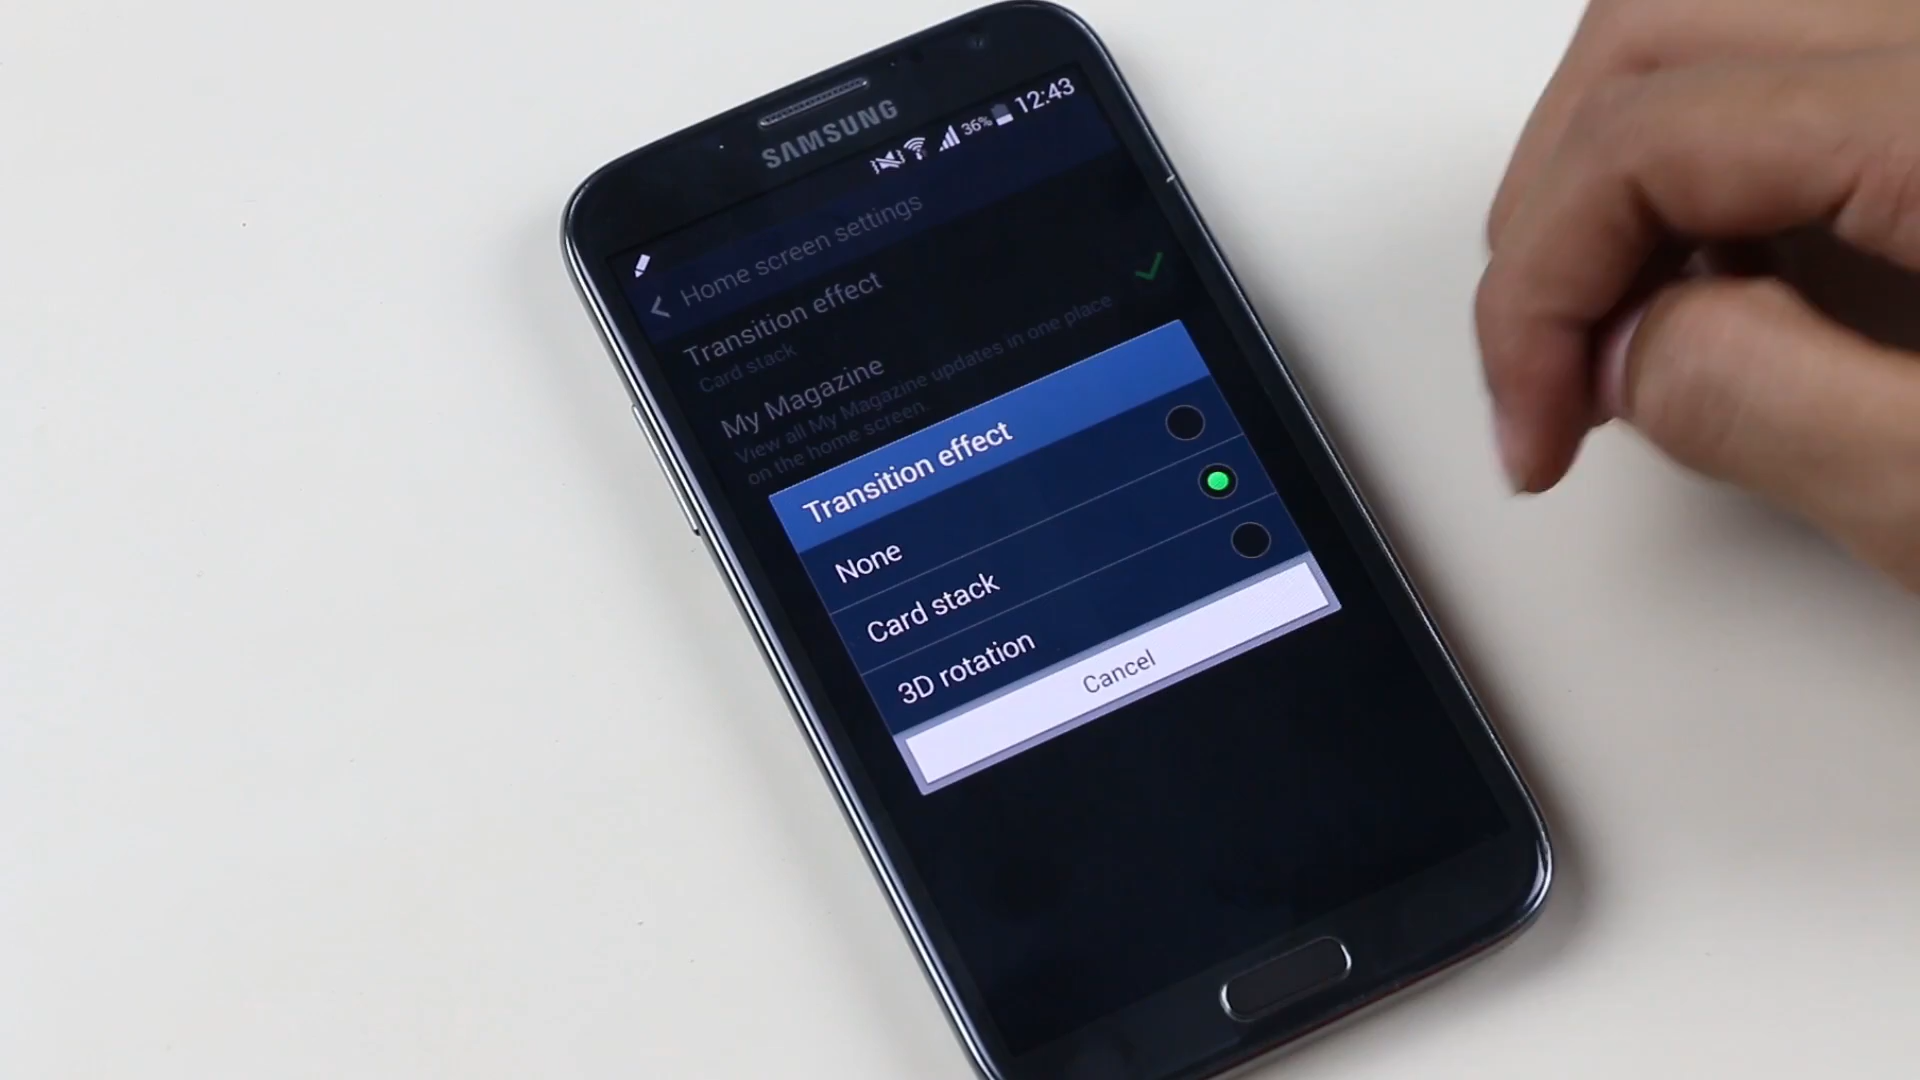 SAMSUNG
36% 12:43
Home screen settings
Transition effect
Card stack
My Magazine
View all My Magazine updates in one place
on the home screen.
Transition effect
None
Card stack
3D rotation
Cancel